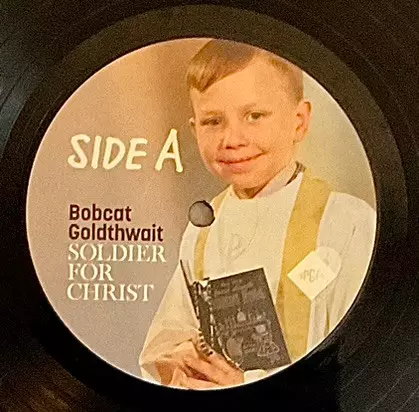 SIDE A
Bobcat
Goldthwait
SOLDIER
FOR
CHRIST